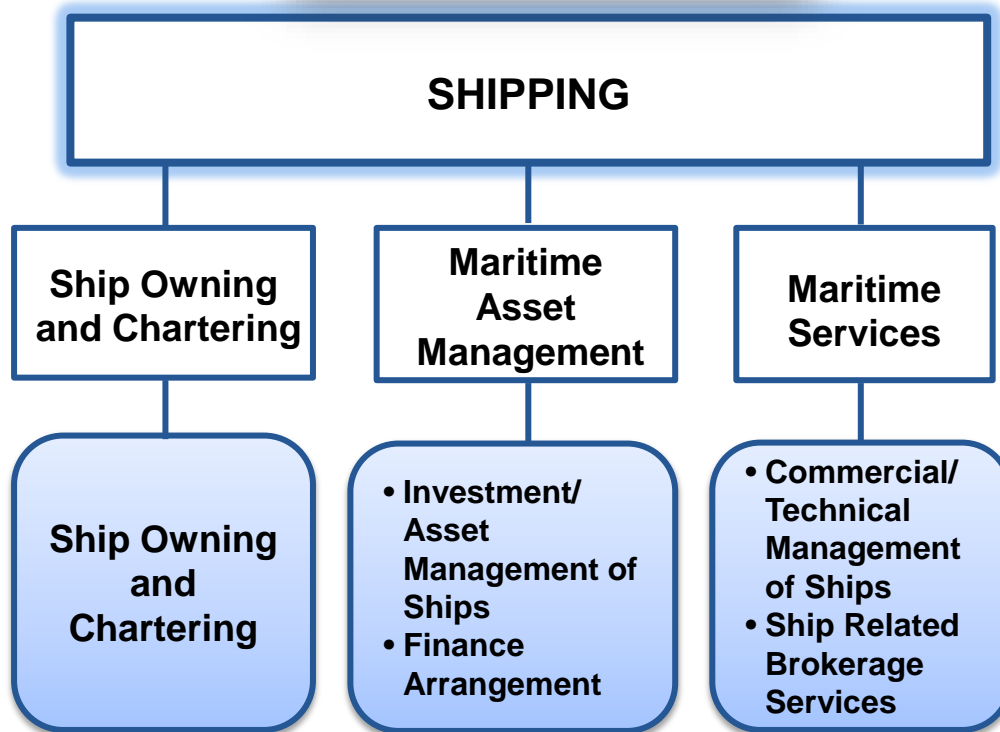 SHIPPING
Ship Owning
and Chartering
Maritime
Asset
Management
Maritime
Services
Ship Owning
and
Chartering
• Investment/
Asset
Management of
Ships
• Finance
Arrangement
• Commercial/
Technical
Management
of Ships
• Ship Related
Brokerage
Services